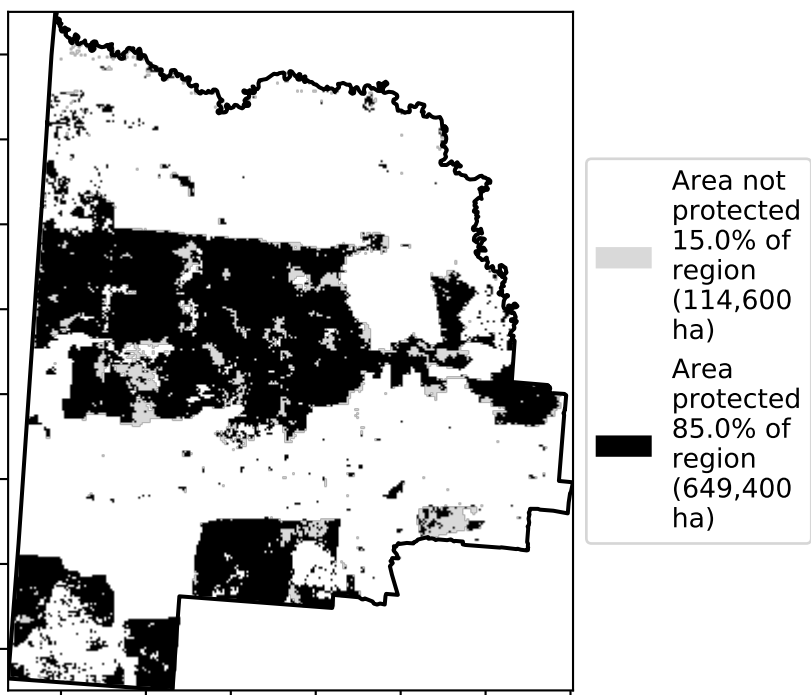 Area not
protected
15.0% of
region
(114,600
ha)
Area
protected
85.0% of
region
(649,400
ha)